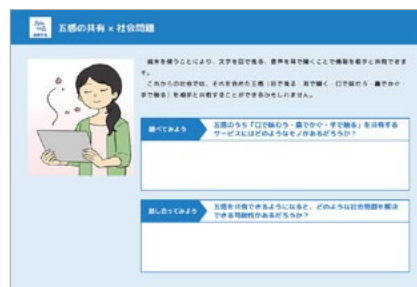 五感の共有 × 社会問題
端末を使うことにより、文字を目で見る、音声を耳で聴くことで情報を相手と共有できま
す。
これからの社会では、それを含めた五感(目で見る・耳で聴く・口で味わう・鼻でかぐ・
手で触る)を相手と共有することができるかもしれません。
調べてみよう
五感のうち「口で味わう・鼻でかぐ・手で触る」を共有する
サービスにはどのようなモノがあるだろうか?
話し合ってみよう
五感を共有できるようになると、どのような社会問題を解決
できる可能性があるだろうか?